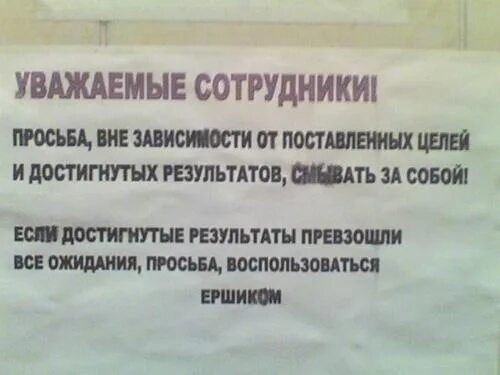 УВАЖАЕМЫЕ СОТРУДНИКИ!
ПРОСЬБА, ВНЕ ЗАВИСИМОСТИ ОТ ПОСТАВЛЕННЫХ ЦЕЛЕЙ
И ДОСТИГНУТЫХ РЕЗУЛЬТАТОВ, СМЫВАТЬ ЗА СОБОЙ!
ЕСЛИ ДОСТИГНУТЫЕ РЕЗУЛЬТАТЫ ПРЕВЗОШЛИ
ВСЕ ОЖИДАНИЯ, ПРОСЬБА, ВОСПОЛЬЗОВАТЬСЯ
ЕРШИКОМ